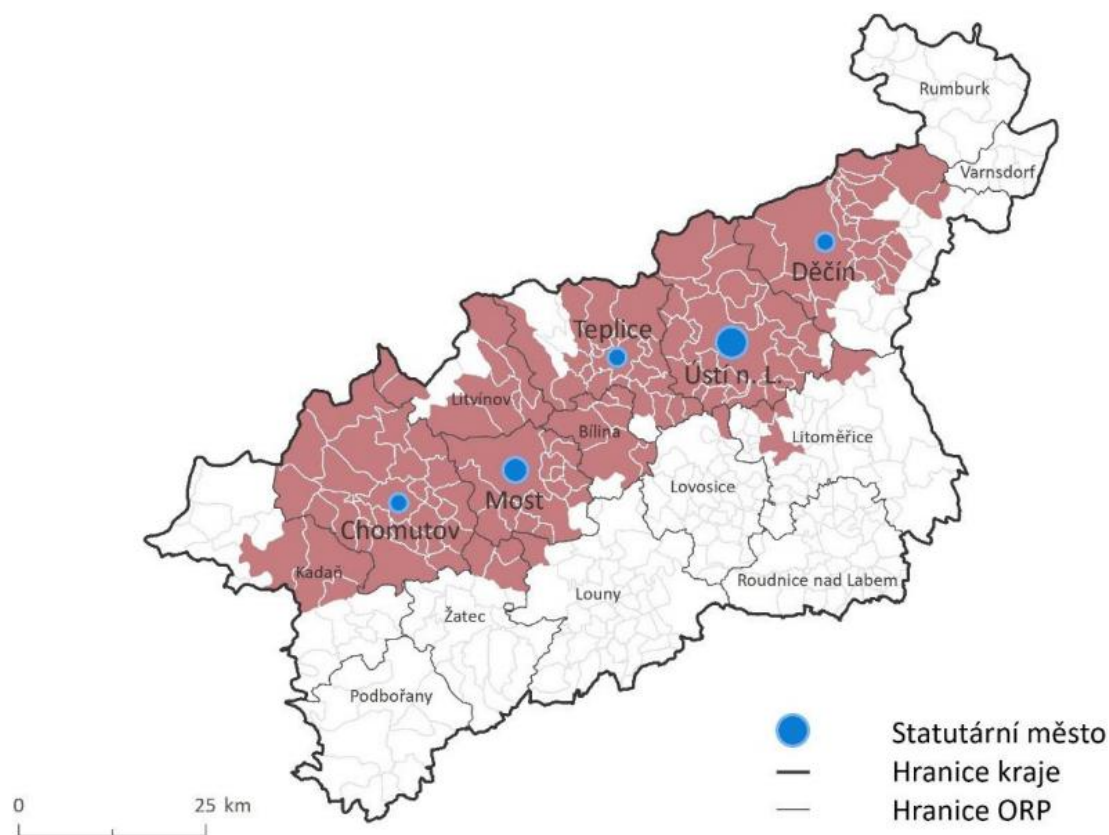 Rumburk
Varnsdorf
Děčín
Teplice
Ústí n. L.
Litvínov
Bílina
Litoměřice
Most
Lovosice
Chomutov
Kadaň
Roudnice nad Labem
Louny
Žatec
Podbořany
Statutární město
Hranice kraje
Hranice ORP
0 25 km